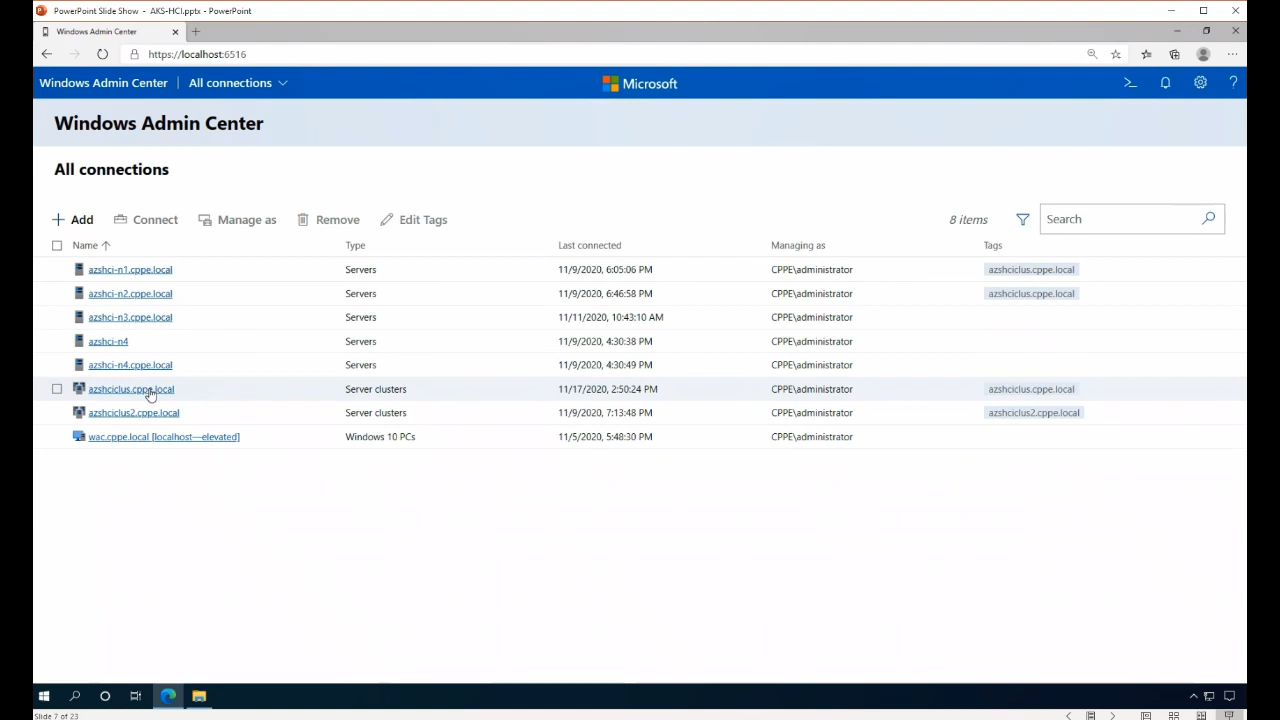 PowerPoint Slide Show - AKS-HCI.pptx - PowerPoint
Windows Admin Center
https://localhost:6516
Windows Admin Center | All connections
Microsoft
Windows Admin Center
All connections
Add Connect Manage as Remove Edit Tags 8 items Search
Name Type Last connected Managing as Tags
azshci-n1.cppe.local Servers 11/9/2020, 6:05:06 PM CPPE\administrator azshciclus.cppe.local
azshci-n2.cppe.local Servers 11/9/2020, 6:46:58 PM CPPE\administrator azshciclus.cppe.local
azshci-n3.cppe.local Servers 11/11/2020, 10:43:10 AM CPPE\administrator
azshci-n4 Servers 11/9/2020, 4:30:38 PM CPPE\administrator
azshci-n4.cppe.local Servers 11/9/2020, 4:30:49 PM CPPE\administrator
azshciclus.cppe.local Server clusters 11/17/2020, 2:50:24 PM CPPE\administrator azshciclus.cppe.local
azshciclus2.cppe.local Server clusters 11/9/2020, 7:13:48 PM CPPE\administrator azshciclus2.cppe.local
wac.cppe.local [localhost—elevated] Windows 10 PCs 11/5/2020, 5:48:30 PM CPPE\administrator
Slide 7 of 23